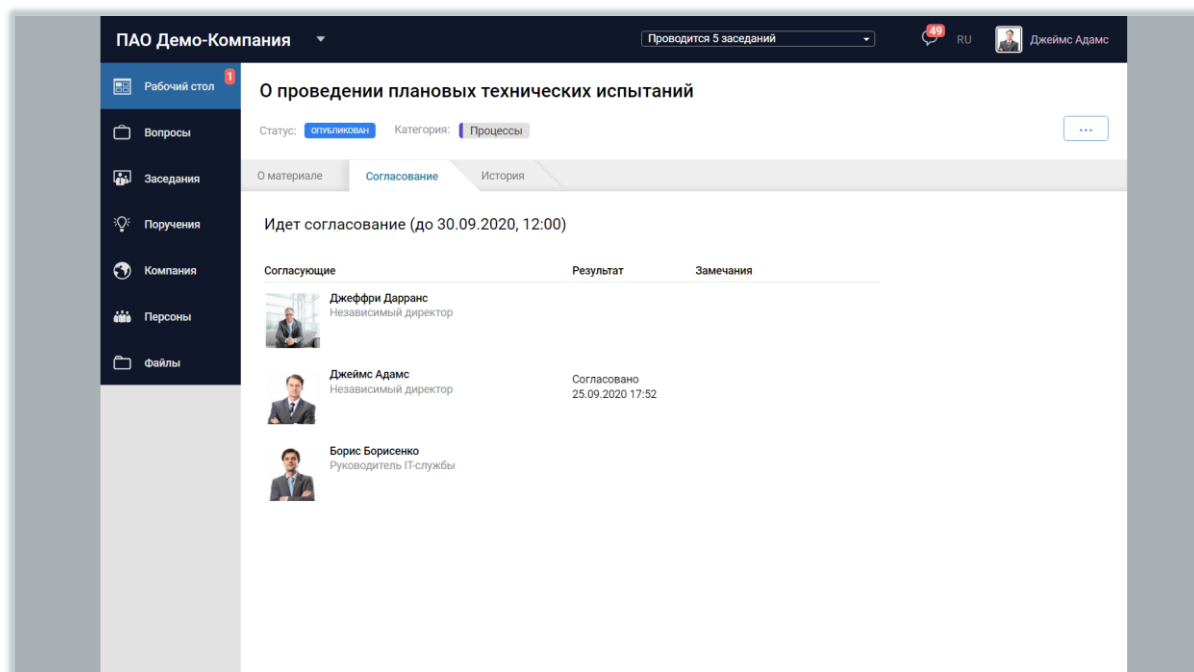 ПАО Демо-Компания
Проводится 5 заседаний
49
RU
Джеймс Адамс
Рабочий стол
1
Вопросы
Заседания
Поручения
Компания
Персоны
Файлы
О проведении плановых технических испытаний
Статус: ОПУБЛИКОВАН Категория: Процессы
...
О материале Согласование История
Идет согласование (до 30.09.2020, 12:00)
Согласующие Результат Замечания
Джеффри Дарранс
Независимый директор
Джеймс Адамс
Независимый директор
Согласовано
25.09.2020 17:52
Борис Борисенко
Руководитель IT-службы